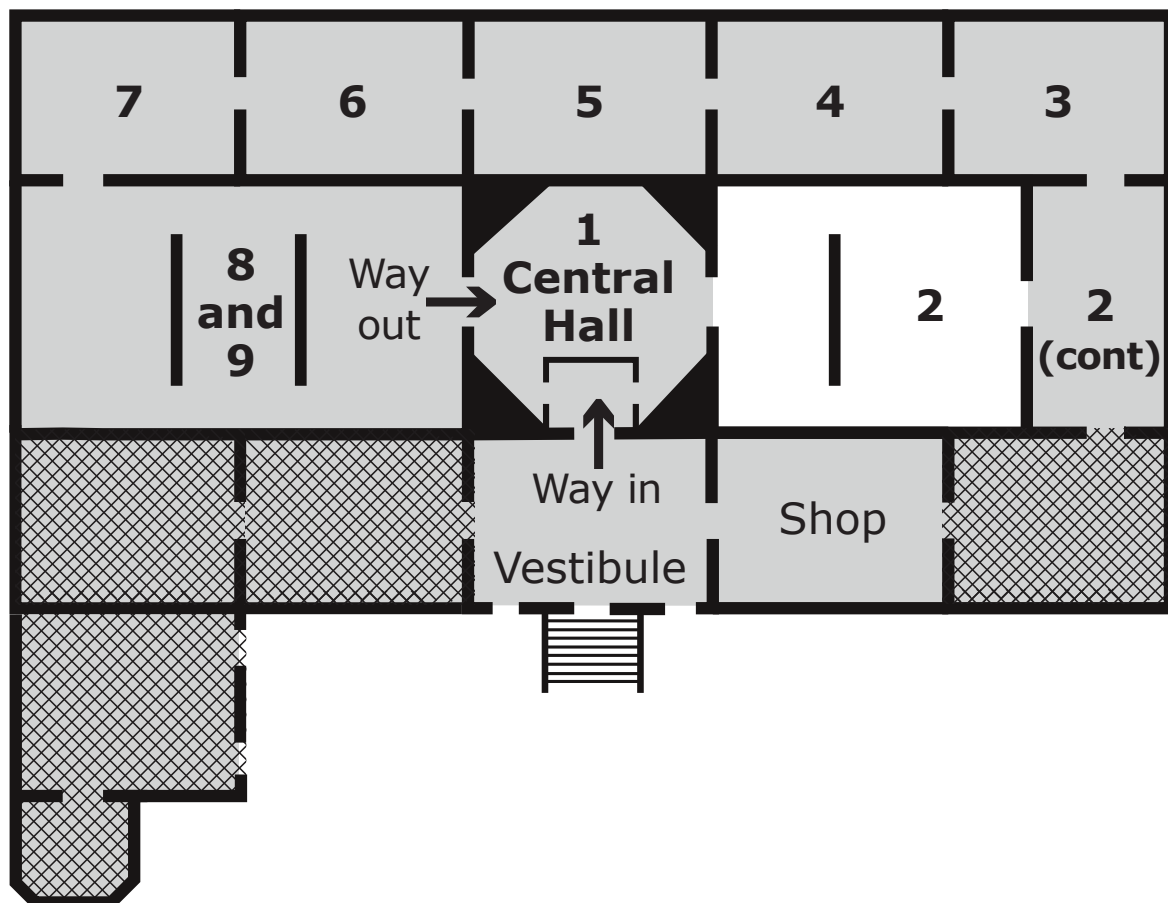 7
6
5
4
3
1
Central
Hall
8
and
9
Way
out
2
2
(cont)
Way in
Vestibule
Shop